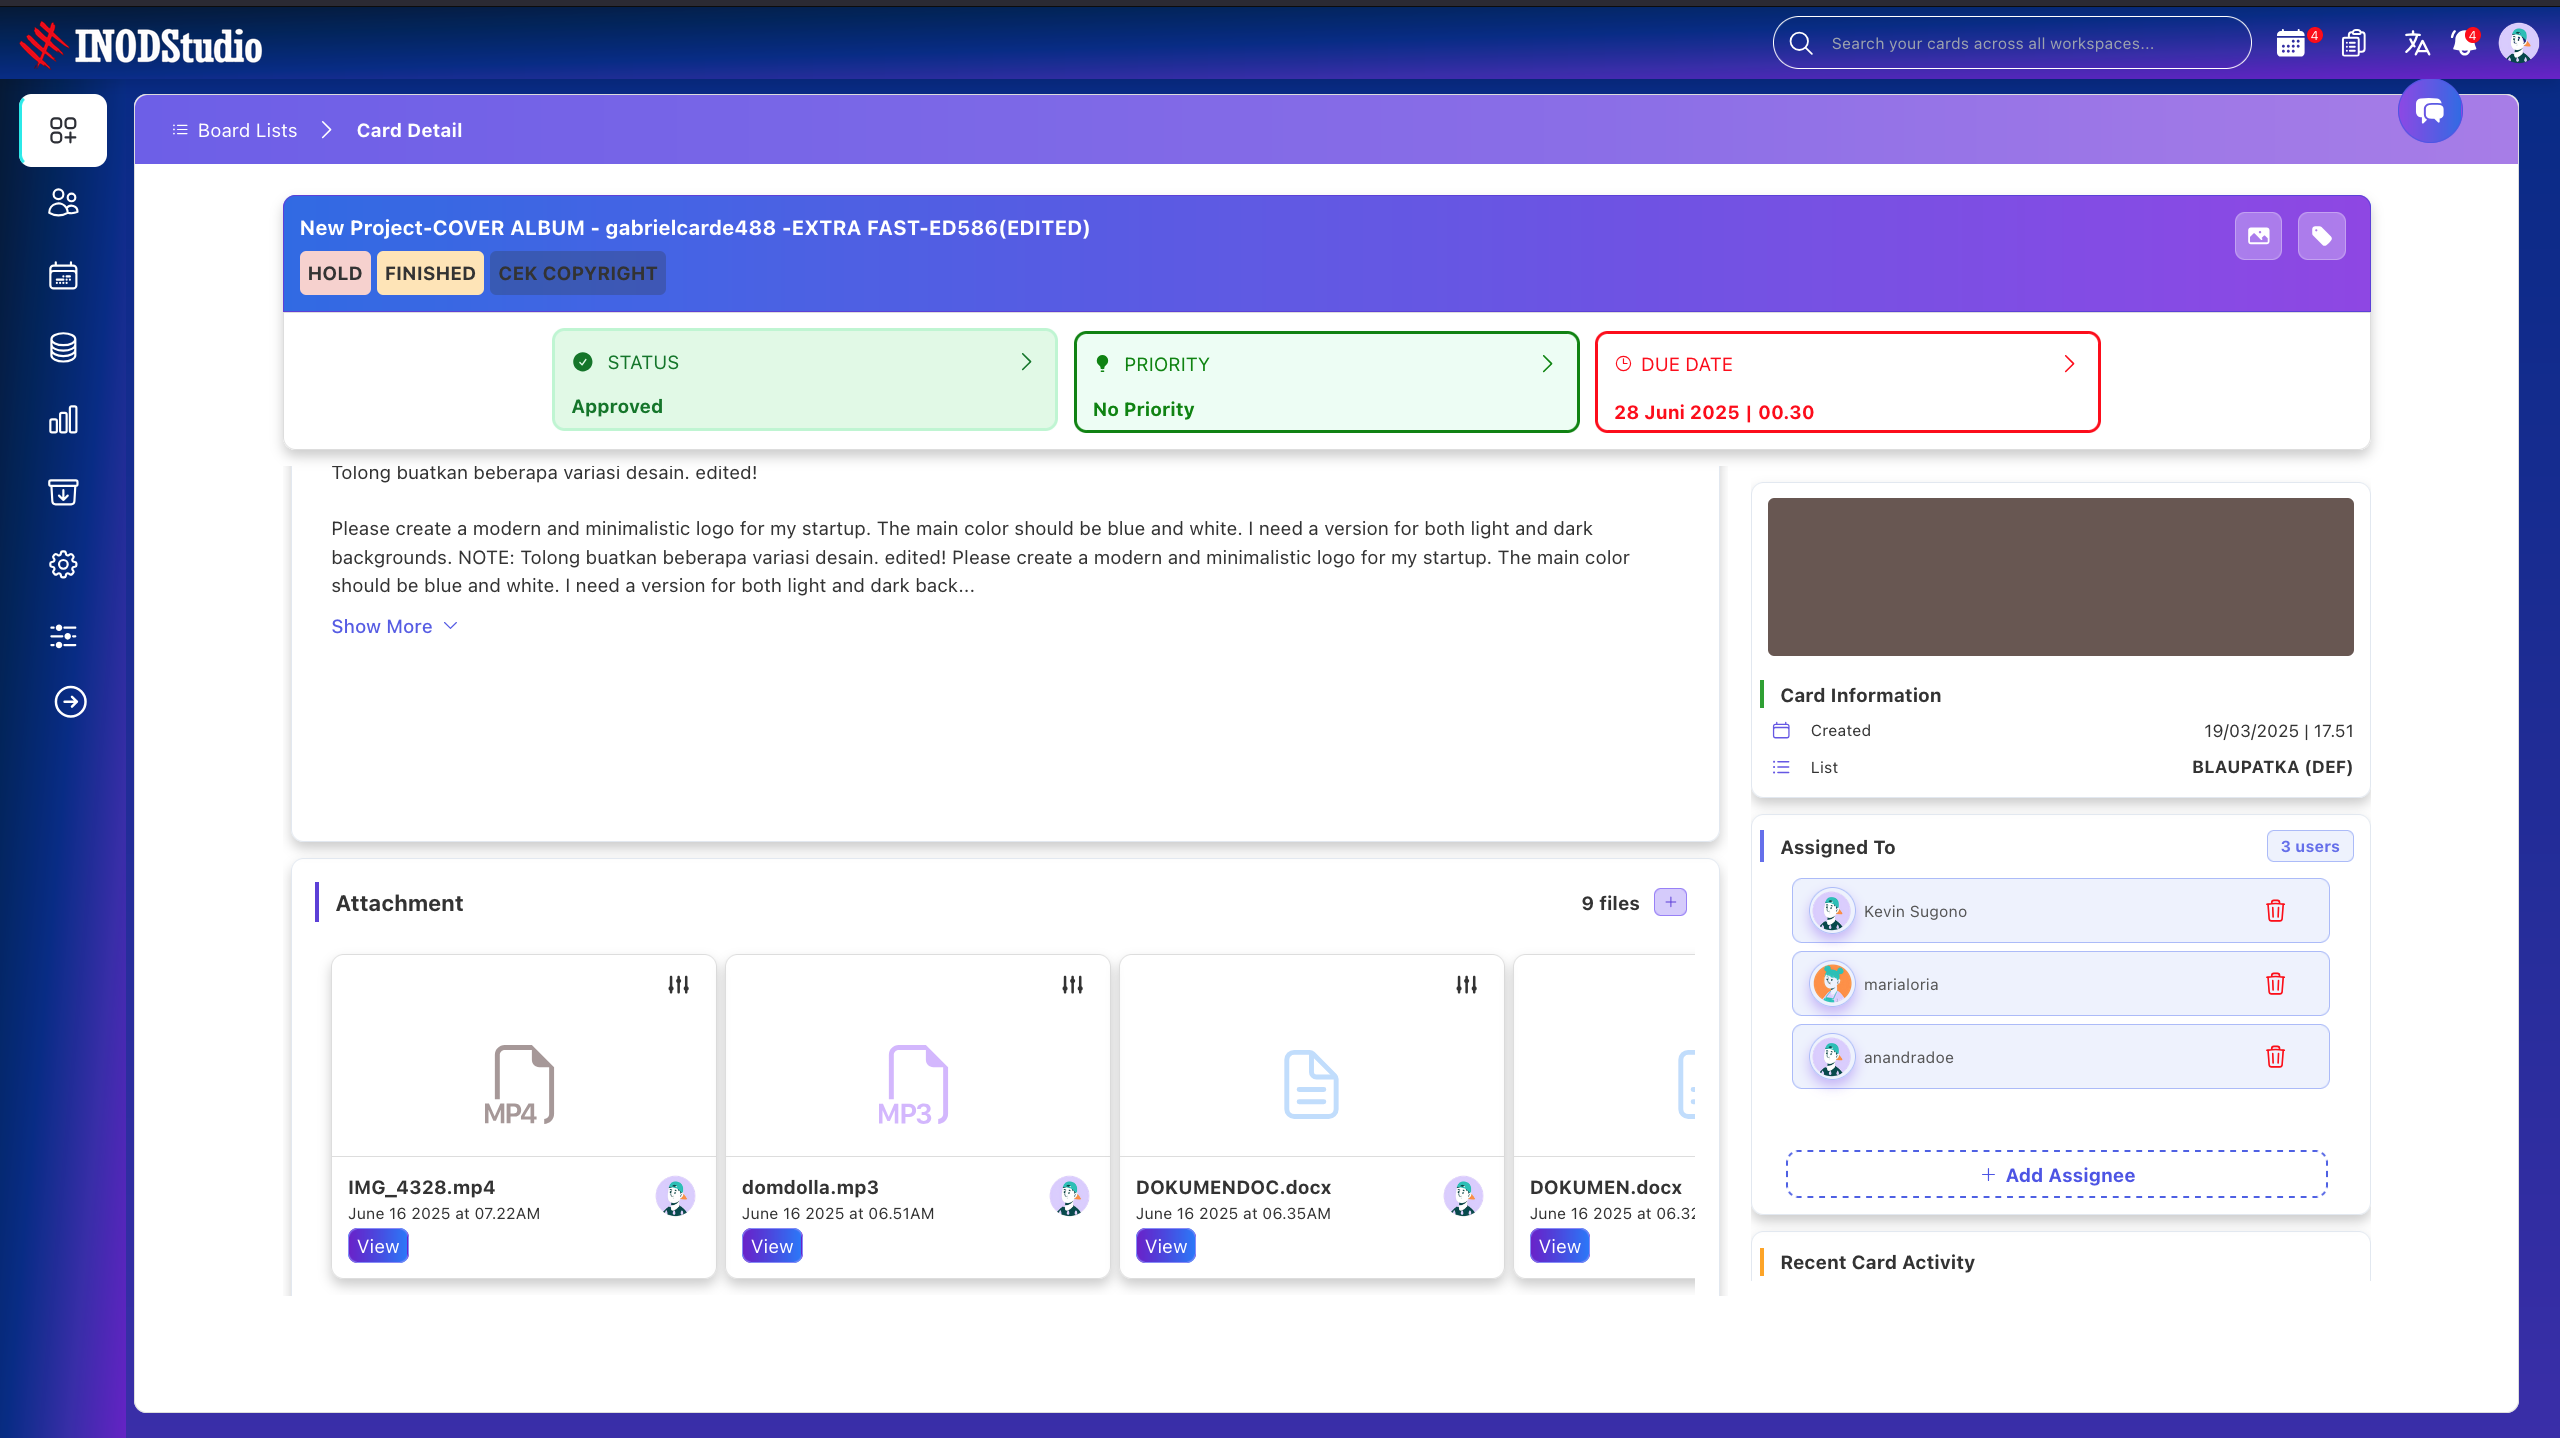 INODStudio
Search your cards across all workspaces...
4
4
Board Lists
Card Detail
New Project-COVER ALBUM - gabrielcarde488 -EXTRA FAST-ED586(EDITED)
HOLD
FINISHED
CEK COPYRIGHT
STATUS
Approved
PRIORITY
No Priority
DUE DATE
28 Juni 2025 | 00.30
Tolong buatkan beberapa variasi desain. edited!
Please create a modern and minimalistic logo for my startup. The main color should be blue and white. I need a version for both light and dark
backgrounds. NOTE: Tolong buatkan beberapa variasi desain. edited! Please create a modern and minimalistic logo for my startup. The main color
should be blue and white. I need a version for both light and dark back...
Show More
Attachment
9 files
MP4
IMG_4328.mp4
June 16 2025 at 07.22AM
View
MP3
domdolla.mp3
June 16 2025 at 06.51AM
View
DOKUMENDOC.docx
June 16 2025 at 06.35AM
View
DOKUMEN.docx
June 16 2025 at 06.32
View
Card Information
Created
19/03/2025 | 17.51
List
BLAUPATKA (DEF)
Assigned To
3 users
Kevin Sugono
marialoria
anandradoe
+ Add Assignee
Recent Card Activity